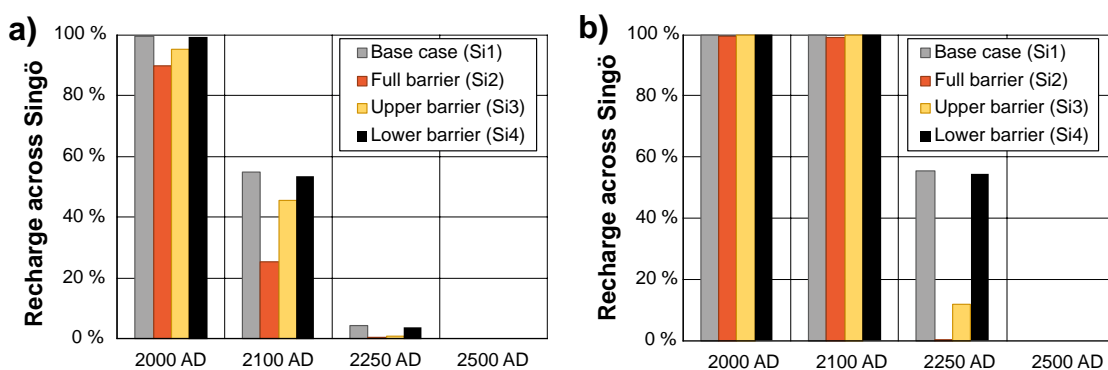 a)
Recharge across Singö
100 %
80 %
60 %
40 %
20 %
0 %
Base case (Si1)
Full barrier (Si2)
Upper barrier (Si3)
Lower barrier (Si4)
2000 AD 2100 AD 2250 AD 2500 AD
b)
Recharge across Singö
100 %
80 %
60 %
40 %
20 %
0 %
Base case (Si1)
Full barrier (Si2)
Upper barrier (Si3)
Lower barrier (Si4)
2000 AD 2100 AD 2250 AD 2500 AD